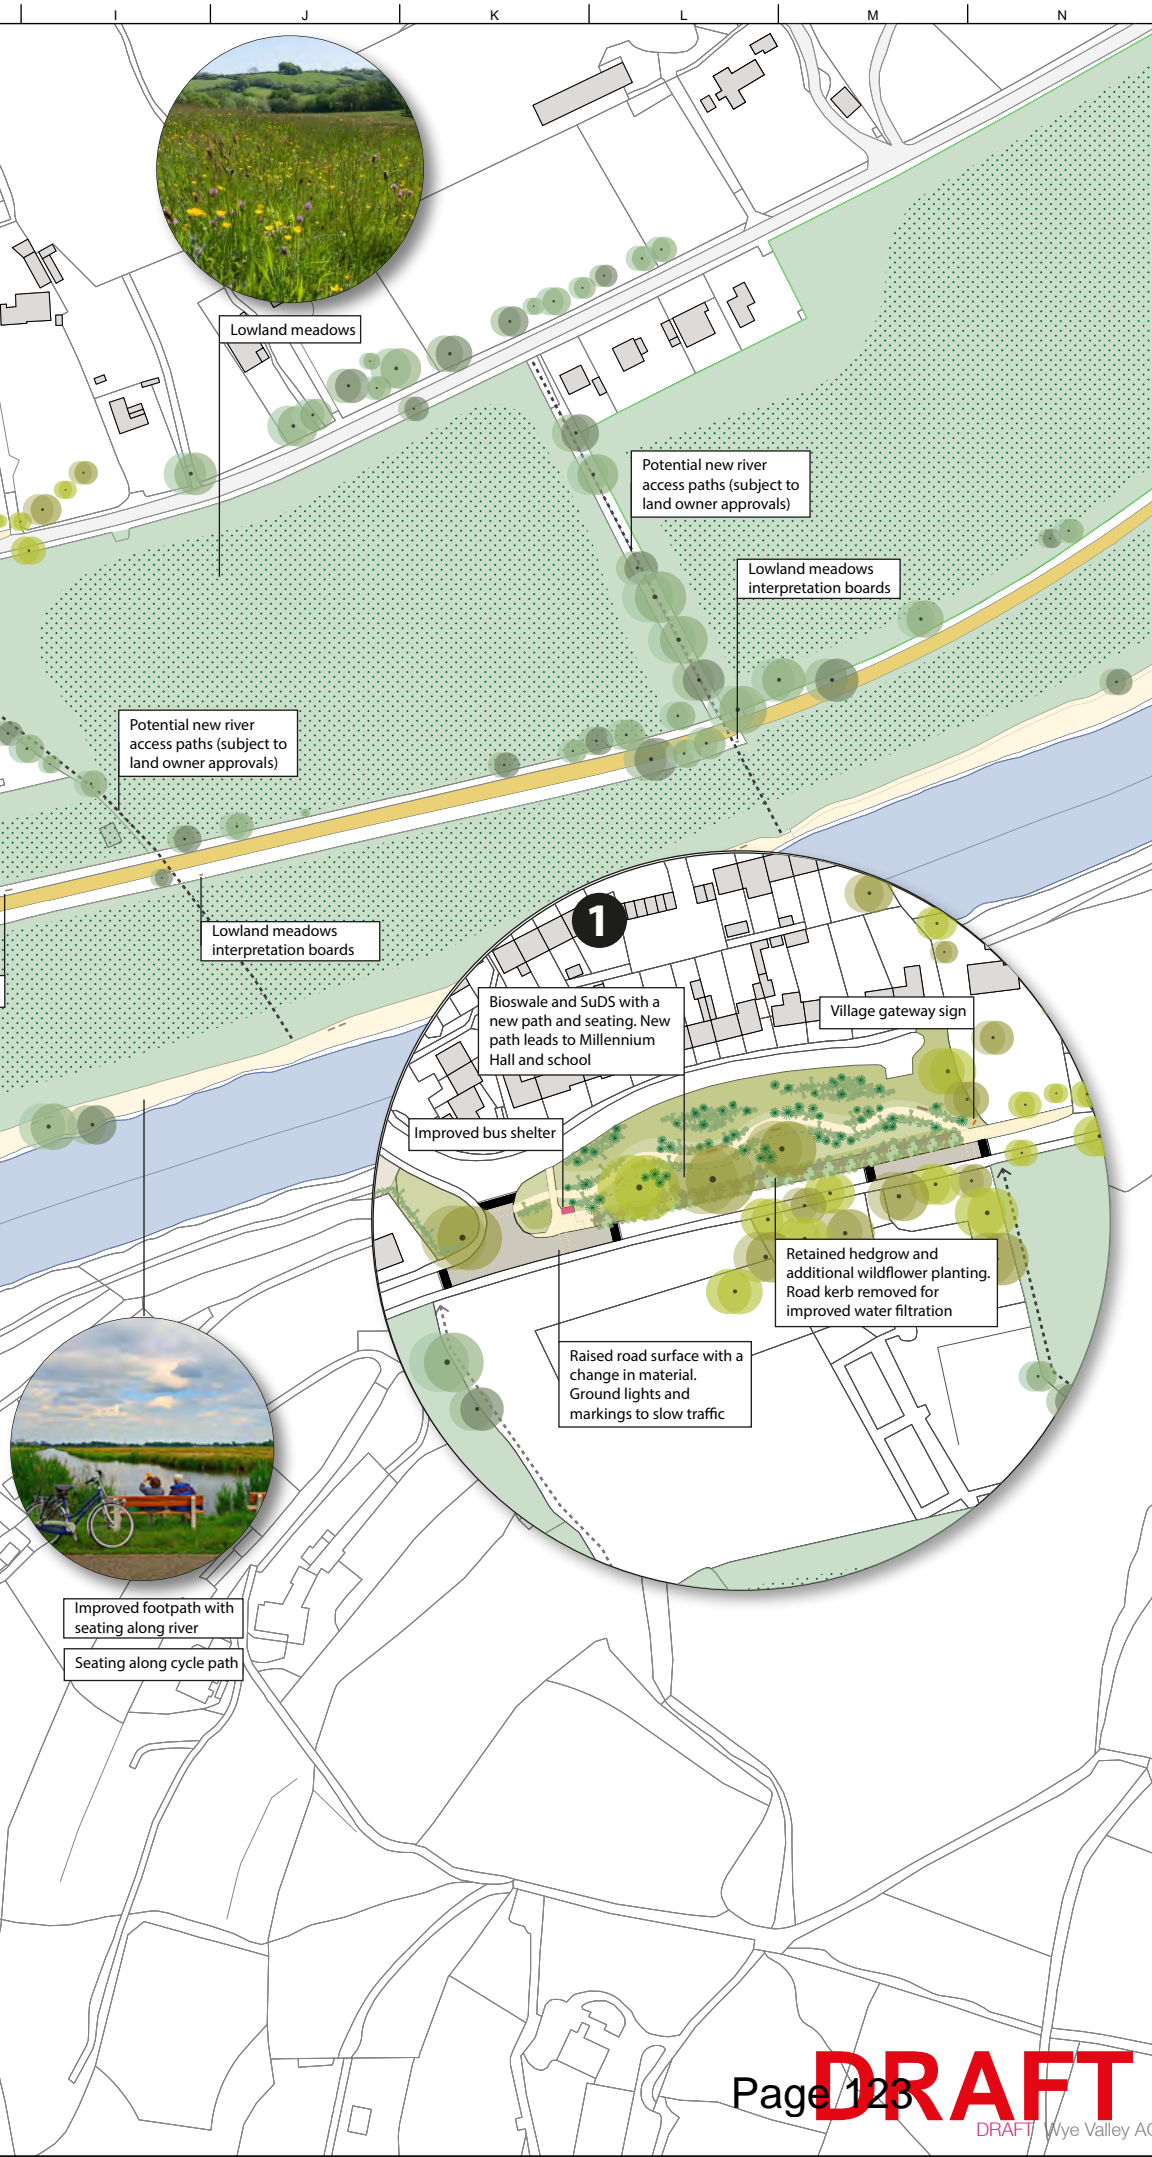 I J K L M N
Lowland meadows
Potential new river
access paths (subject to
land owner approvals)
Lowland meadows
interpretation boards
Potential new river
access paths (subject to
land owner approvals)
Lowland meadows
interpretation boards
1
Bioswale and SuDS with a
new path and seating. New
path leads to Millennium
Hall and school
Village gateway sign
Improved bus shelter
Retained hedgrow and
additional wildflower planting.
Road kerb removed for
improved water filtration
Raised road surface with a
change in material.
Ground lights and
markings to slow traffic
Improved footpath with
seating along river
Seating along cycle path
DRAFT
Page 123
DRAFT Wye Valley AO